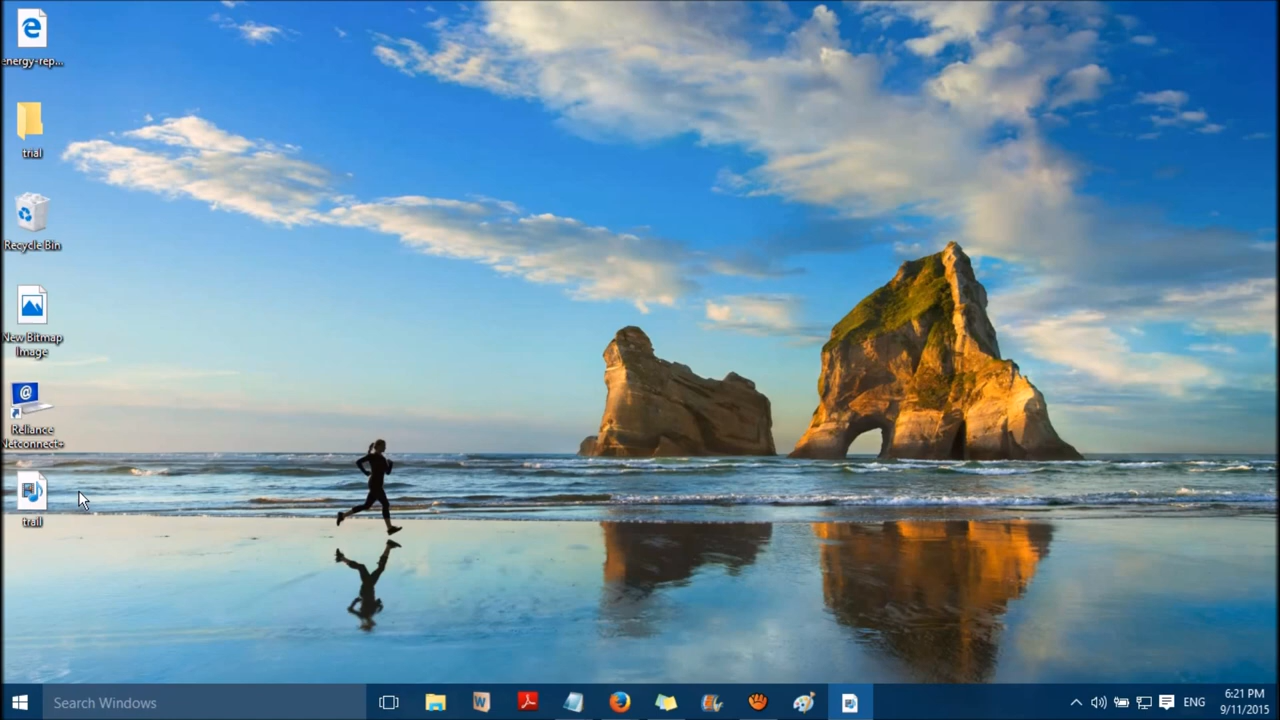 energy-rep...
trial
Recycle Bin
New Bitmap
Image
Reliance
Netconnect+
trail
Search Windows
ENG
6:21 PM
9/11/2015